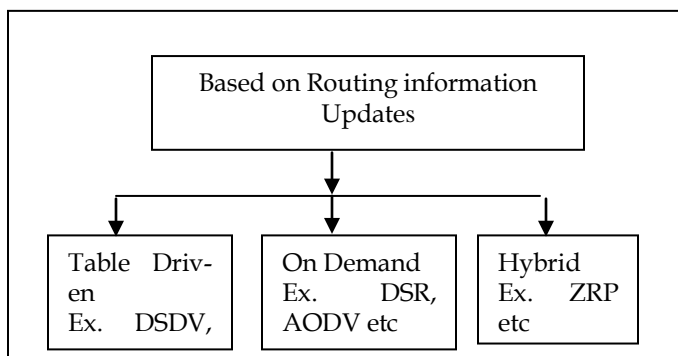 Based on Routing information
Updates
Table Driv-
en
Ex. DSDV,
On Demand
Ex. DSR,
AODV etc
Hybrid
Ex. ZRP
etc